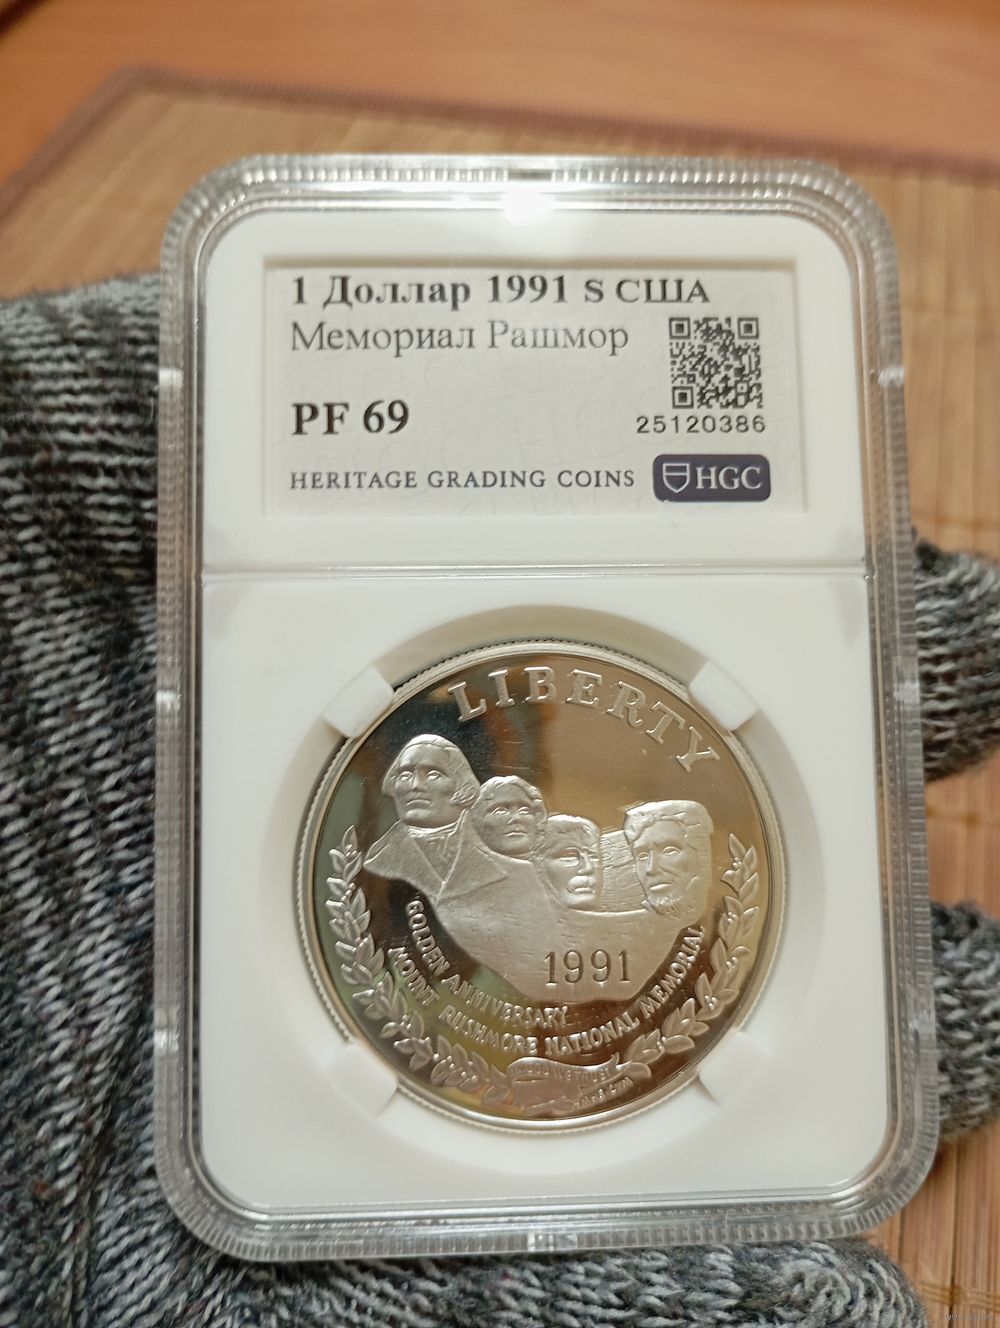 1 Доллар 1991 S США
Мемориал Рашмор
PF 69
25120386
HERITAGE GRADING COINS
HGC
LIBERTY
1991
GOLDEN ANNIVERSARY
MOUNT RUSHMORE NATIONAL MEMORIAL